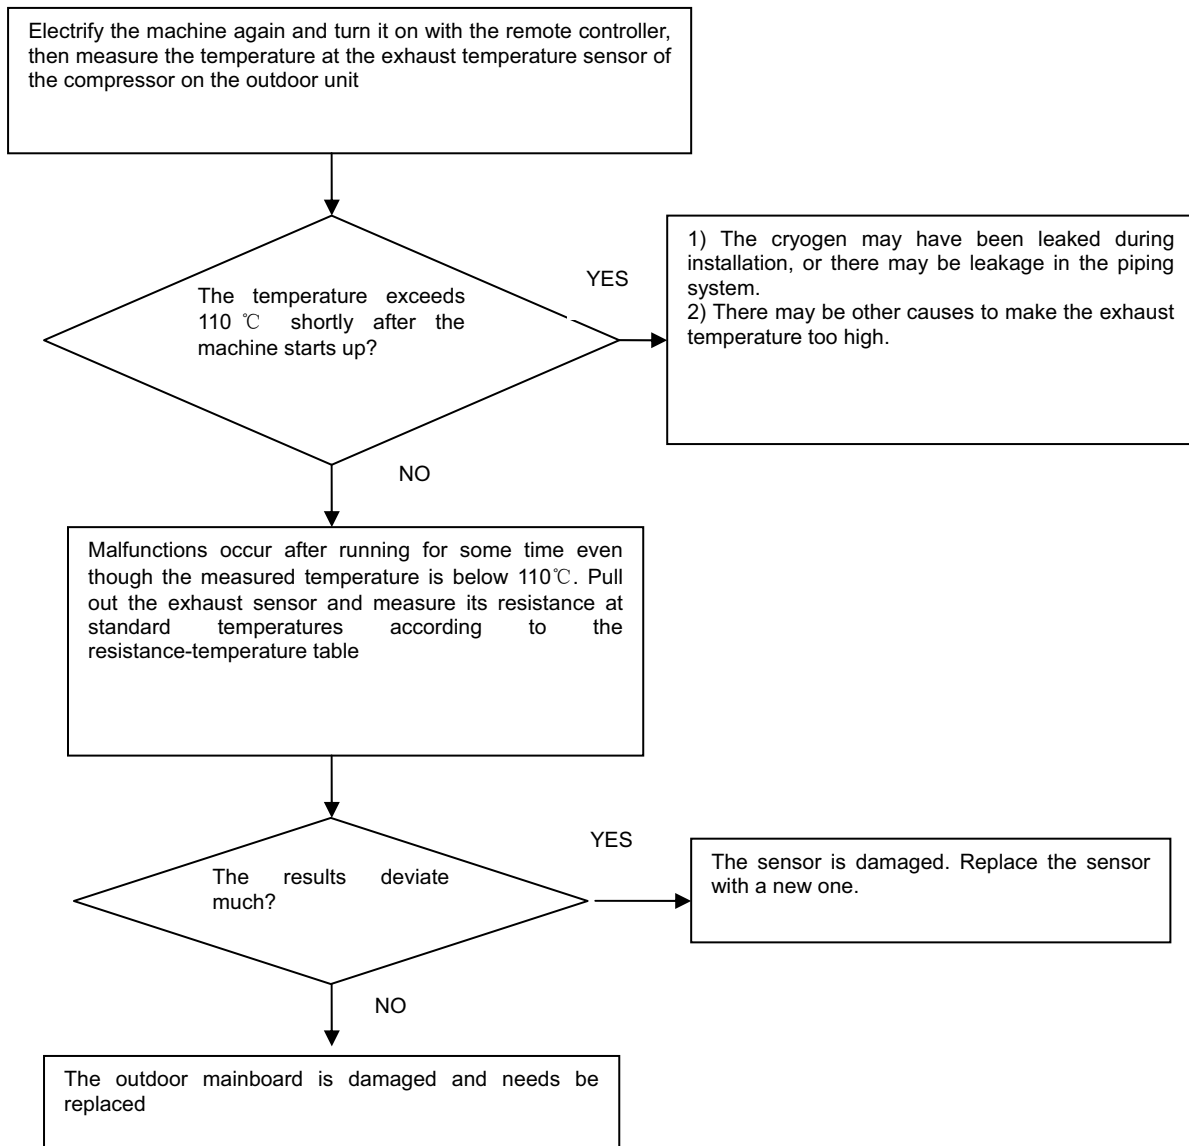 Electrify the machine again and turn it on with the remote controller,
then measure the temperature at the exhaust temperature sensor of
the compressor on the outdoor unit
The temperature exceeds
110 ℃ shortly after the
machine starts up?
YES
1) The cryogen may have been leaked during
installation, or there may be leakage in the piping
system.
2) There may be other causes to make the exhaust
temperature too high.
NO
Malfunctions occur after running for some time even
though the measured temperature is below 110℃. Pull
out the exhaust sensor and measure its resistance at
standard temperatures according to the
resistance-temperature table
The results deviate
much?
YES
The sensor is damaged. Replace the sensor
with a new one.
NO
The outdoor mainboard is damaged and needs be
replaced